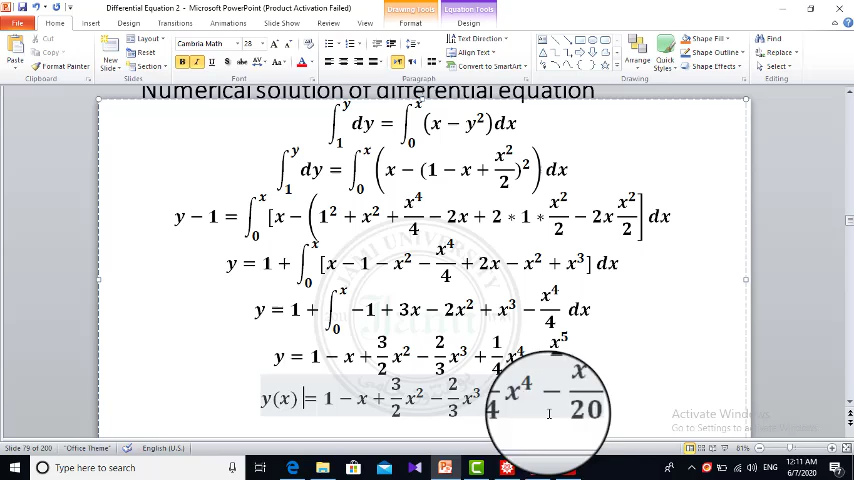 Differential Equation 2 - Microsoft PowerPoint (Product Activation Failed)
Drawing Tools
Equation Tools
File
Home
Insert
Design
Transitions
Animations
Slide Show
Review
View
Format
Design
Cut
Copy
Paste
Format Painter
Clipboard
New Slide
Layout
Reset
Section
Slides
Cambria Math
28
Font
Paragraph
Text Direction
Align Text
Convert to SmartArt
Drawing
Arrange
Quick Styles
Shape Fill
Shape Outline
Shape Effects
Find
Replace
Select
Editing
Numerical solution of differential equation
∫₁^y dy = ∫₀^x (x − y²)dx
∫₁^y dy = ∫₀^x (x − (1 − x + x²/2)²) dx
y − 1 = ∫₀^x [x − (1² + x² + x⁴/4 − 2x + 2 * 1 * x²/2 − 2x x²/2] dx
y = 1 + ∫₀^x [x − 1 − x² − x⁴/4 + 2x − x² + x³] dx
y = 1 + ∫₀^x −1 + 3x − 2x² + x³ − x⁴/4 dx
y = 1 − x + 3/2 x² − 2/3 x³ + 1/4 x⁴ x⁵
y(x) = 1 − x + 3/2 x² − 2/3 x³ 4 x⁴ − x/20
Activate Windows
Go to Settings to activate Windows.
Slide 79 of 200
"Office Theme"
English (U.S.)
81%
Type here to search
ENG
12:11 AM
6/7/2020